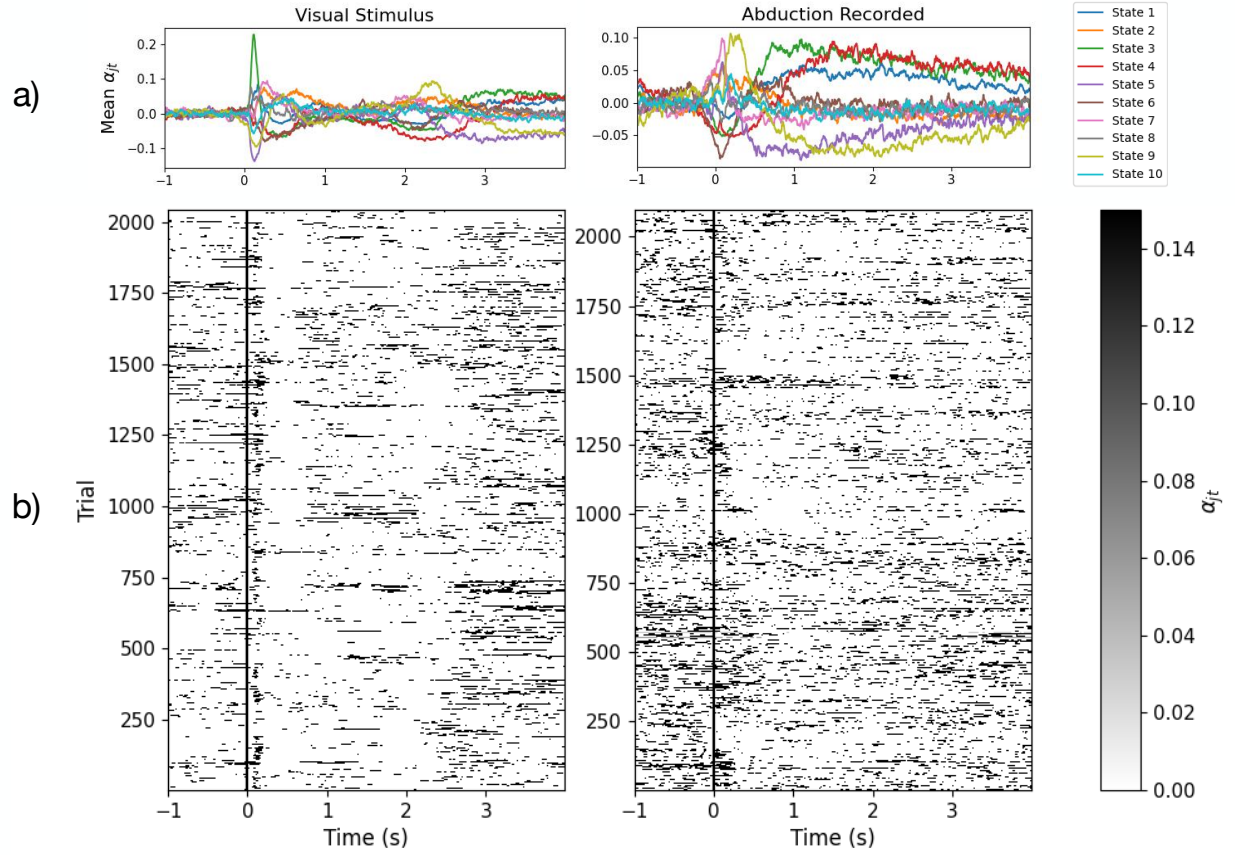 Visual Stimulus
Abduction Recorded
a)
Mean αjt
0.2
0.1
0.0
−0.1
−1
0
1
2
3
0.10
0.05
0.00
−0.05
−1
0
1
2
3
State 1
State 2
State 3
State 4
State 5
State 6
State 7
State 8
State 9
State 10
b)
Trial
2000
1750
1500
1250
1000
750
500
250
−1
0
1
2
3
Time (s)
2000
1750
1500
1250
1000
750
500
250
−1
0
1
2
3
Time (s)
0.14
0.12
0.10
0.08
0.06
0.04
0.02
0.00
αjt